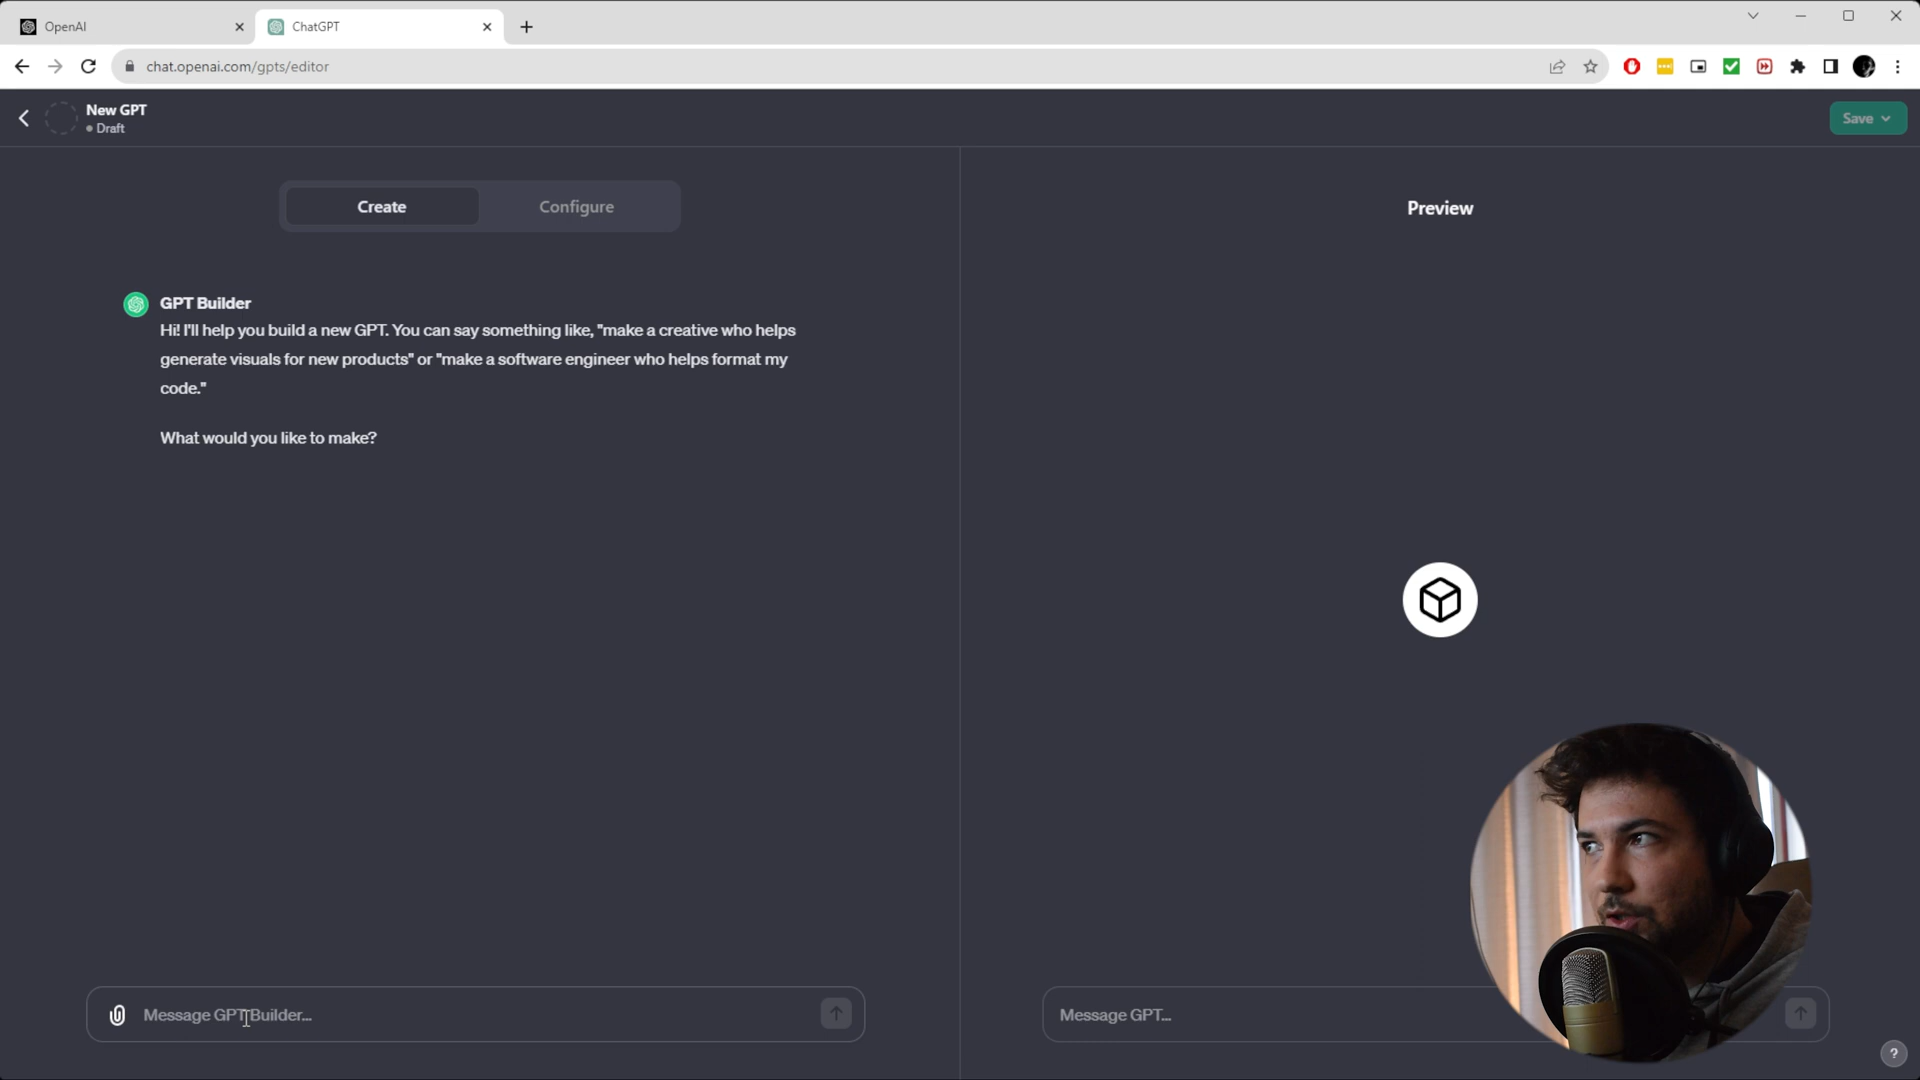 OpenAI
ChatGPT
chat.openai.com/gpts/editor
New GPT
Draft
Save
Create
Configure
Preview
GPT Builder
Hi! I'll help you build a new GPT. You can say something like, "make a creative who helps
generate visuals for new products" or "make a software engineer who helps format my
code."
What would you like to make?
Message GPT Builder...
Message GPT...
?